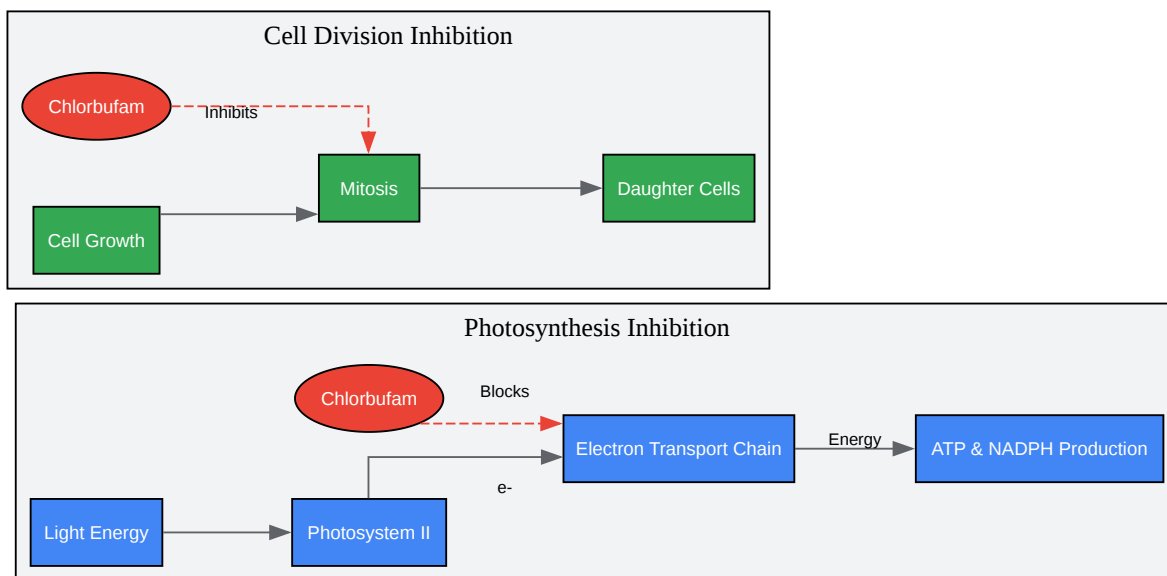 Cell Division Inhibition
Chlorbufam
Inhibits
Mitosis
Daughter Cells
Cell Growth
Photosynthesis Inhibition
Chlorbufam
Blocks
Electron Transport Chain
Energy
ATP & NADPH Production
e-
Light Energy
Photosystem II